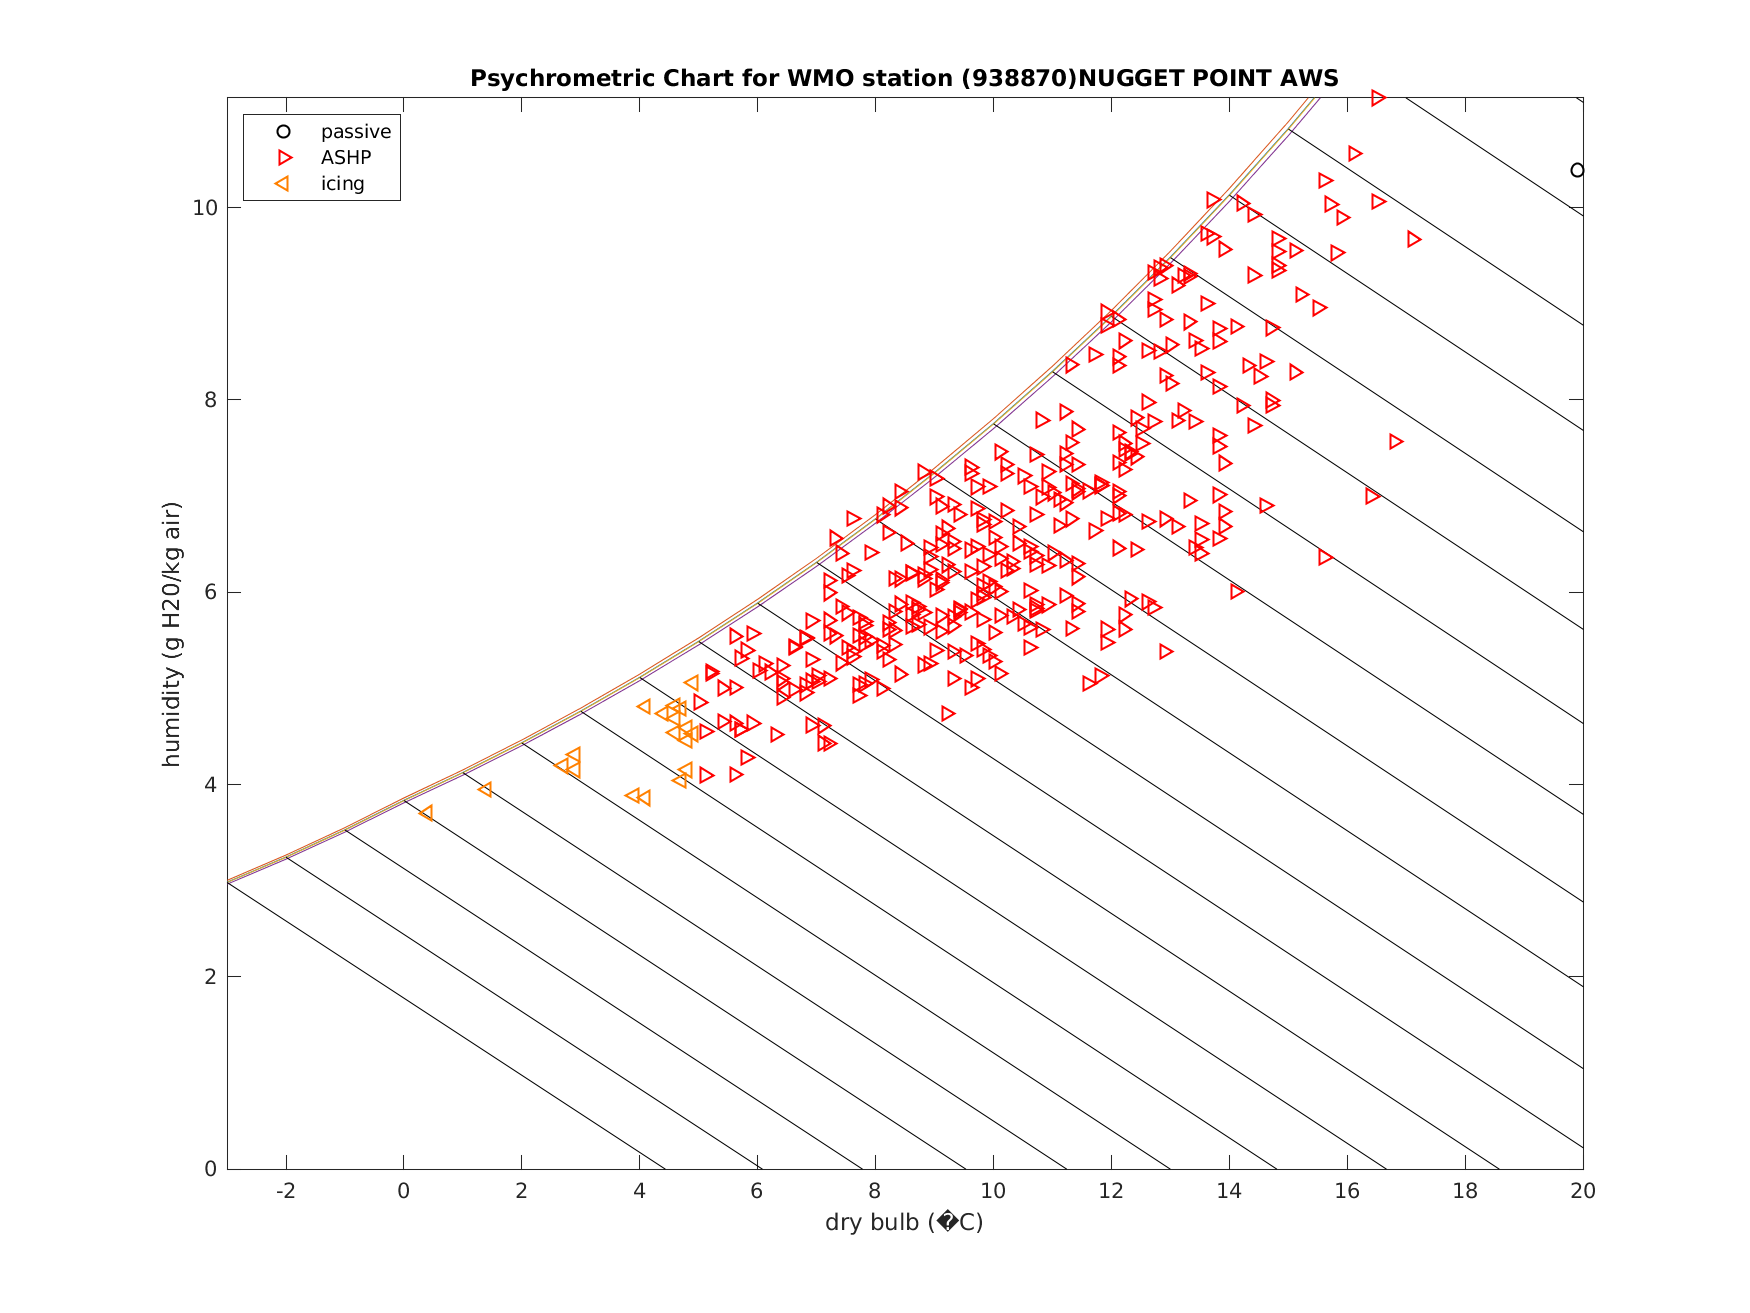 Psychrometric Chart for WMO station (938870)NUGGET POINT AWS
passive
ASHP
icing
10
8
6
4
2
0
humidity (g H20/kg air)
-2 0 2 4 6 8 10 12 14 16 18 20
dry bulb (�C)